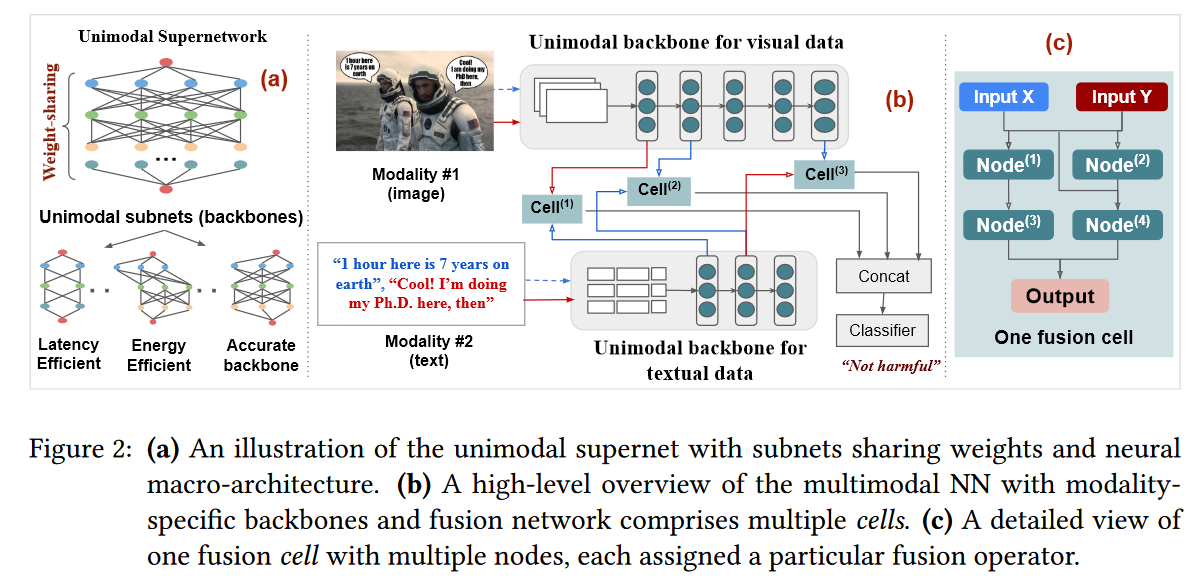 Unimodal Supernetwork
(a)
Weight-sharing
...
Unimodal subnets (backbones)
Latency
Efficient
Energy
Efficient
Accurate
backbone
Unimodal backbone for visual data
(b)
1 hour here
is 7 years on
earth
Cool!
I am doing
my PhD here,
then
Modality #1
(image)
Cell(1)
Cell(2)
Cell(3)
"1 hour here is 7 years on
earth", "Cool! I'm doing
my Ph.D. here, then"
Modality #2
(text)
Unimodal backbone for
textual data
Concat
Classifier
"Not harmful"
(c)
Input X
Input Y
Node(1)
Node(2)
Node(3)
Node(4)
Output
One fusion cell
Figure 2: (a) An illustration of the unimodal supernet with subnets sharing weights and neural
macro-architecture. (b) A high-level overview of the multimodal NN with modality-
specific backbones and fusion network comprises multiple cells. (c) A detailed view of
one fusion cell with multiple nodes, each assigned a particular fusion operator.